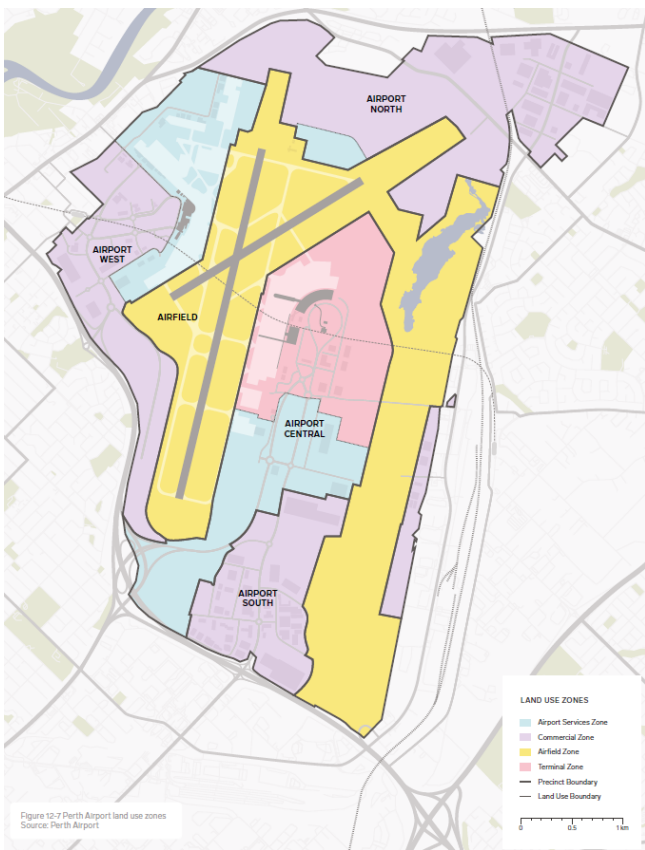 AIRPORT
NORTH
AIRPORT
WEST
AIRFIELD
AIRPORT
CENTRAL
AIRPORT
SOUTH
LAND USE ZONES
Airport Services Zone
Commercial Zone
Airfield Zone
Terminal Zone
Precinct Boundary
Land Use Boundary
0 0.5 1km
Figure 12-7 Perth Airport land use zones
Source: Perth Airport